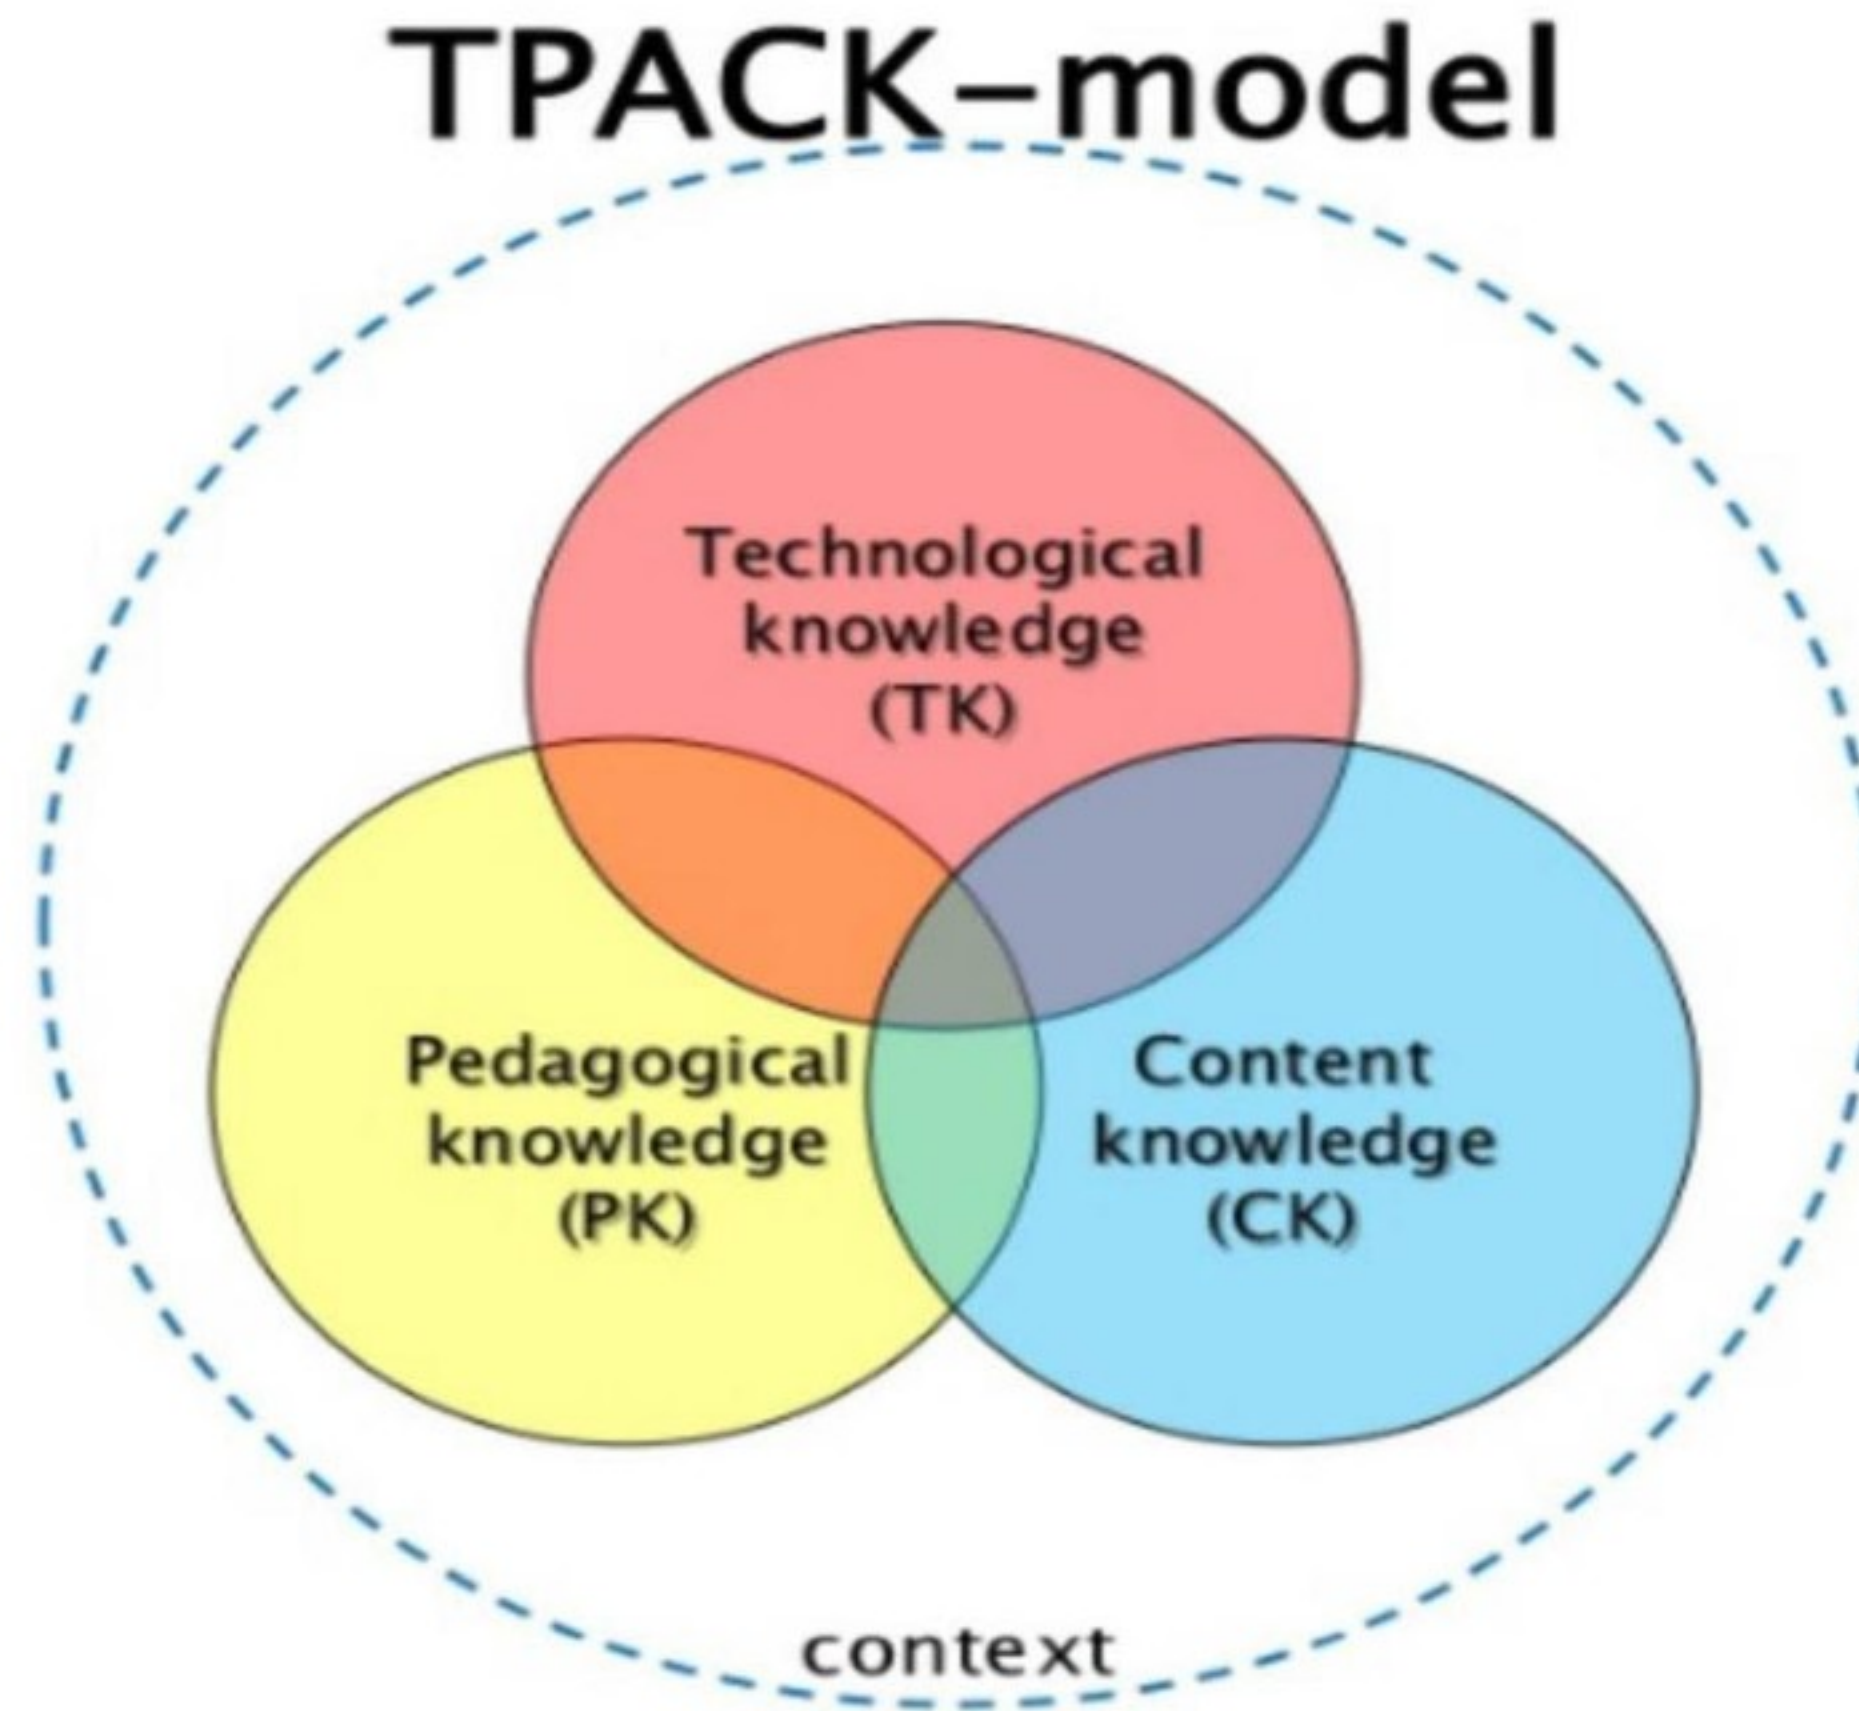 TPACK–model
Technological
knowledge
(TK)
Pedagogical
knowledge
(PK)
Content
knowledge
(CK)
context